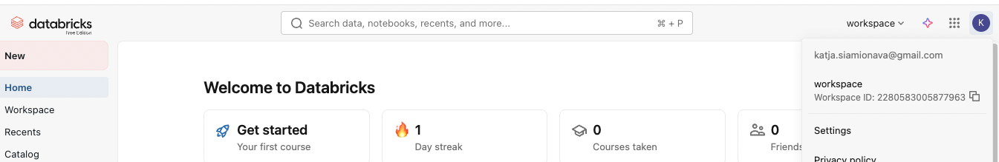 databricks
Free Edition
Search data, notebooks, recents, and more...
⌘ + P
workspace
K
New
Home
Workspace
Recents
Catalog
Welcome to Databricks
Get started
Your first course
1
Day streak
0
Courses taken
0
Friends
katja.siamionava@gmail.com
workspace
Workspace ID: 2280583005877963
Settings
Privacy policy